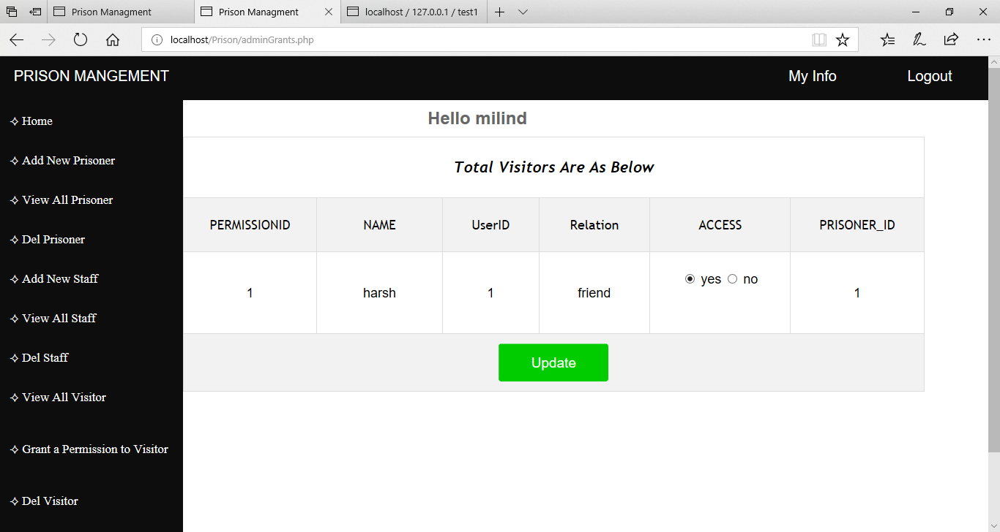 Prison Managment
Prison Managment
localhost / 127.0.0.1 / test1
localhost/Prison/adminGrants.php
PRISON MANGEMENT
My Info
Logout
Home
Add New Prisoner
View All Prisoner
Del Prisoner
Add New Staff
View All Staff
Del Staff
View All Visitor
Grant a Permission to Visitor
Del Visitor
Hello milind
Total Visitors Are As Below
PERMISSIONID NAME UserID Relation ACCESS PRISONER_ID
1 harsh 1 friend yes no 1
Update